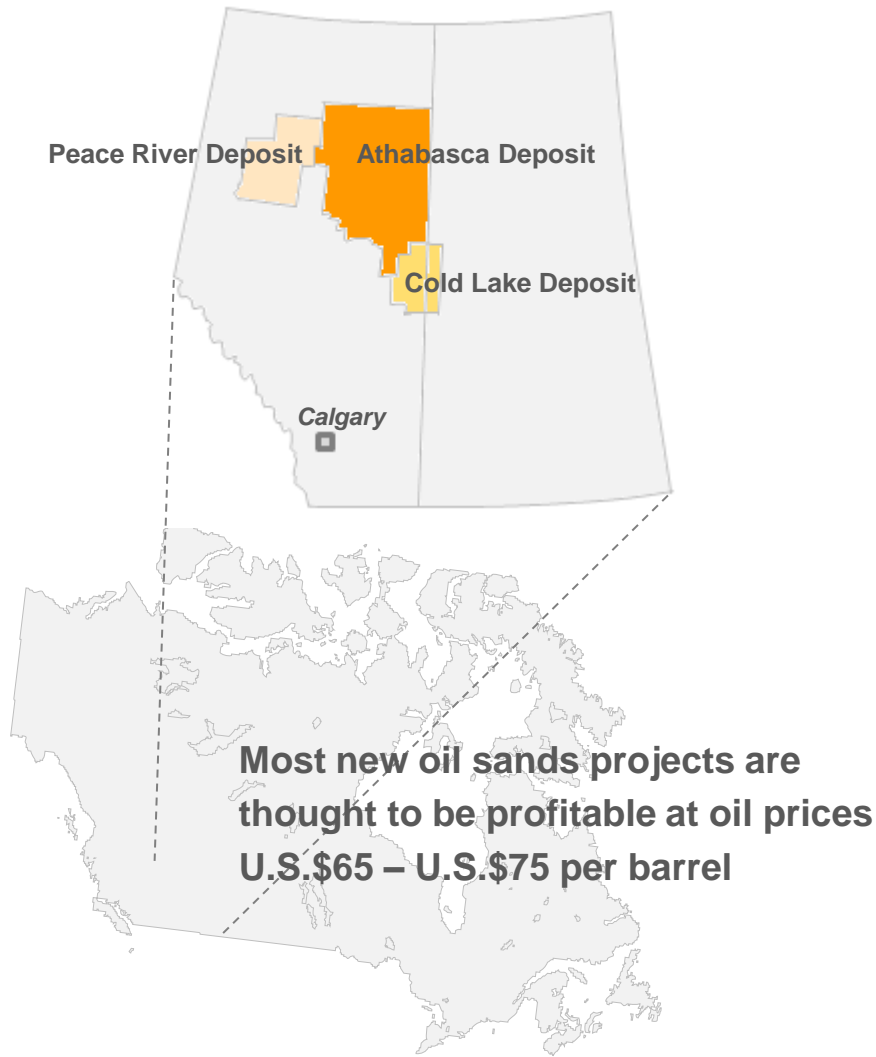 Peace River Deposit
Athabasca Deposit
Cold Lake Deposit
Calgary
Most new oil sands projects are
thought to be profitable at oil prices
U.S.$65 – U.S.$75 per barrel